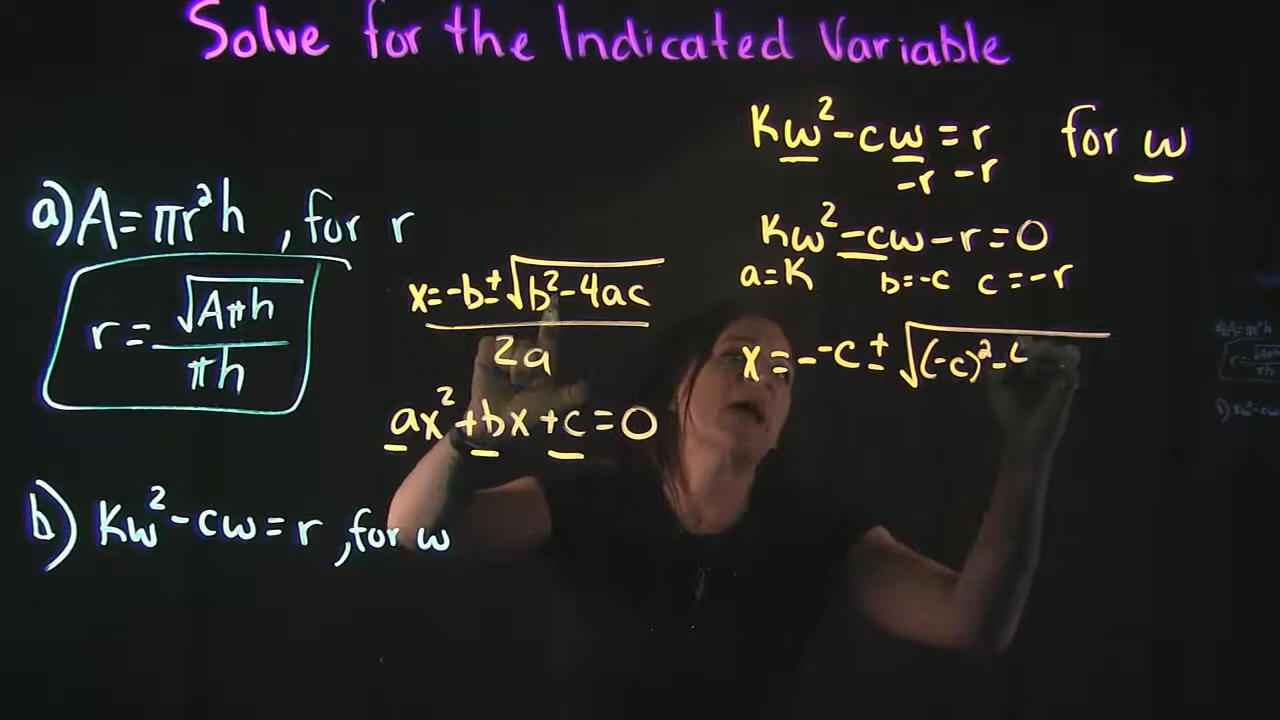 Solve for the Indicated Variable
a) A = πr²h , for r
r = √Aπh / πh
b) Kw² - cw = r , for w
x = -b ± √b² - 4ac / 2a
ax² + bx + c = 0
Kw² - cw = r for w
-r -r
Kw² - cw - r = 0
a = K b = -c c = -r
x = - -c ± √(-c)² -